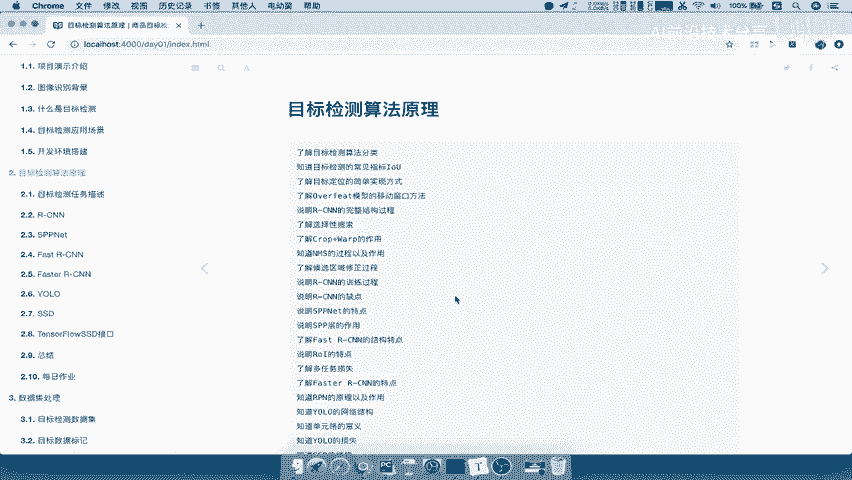 Chrome 文件 修改 视图 历史记录 书签 其他人 电动窗 帮助
100%
目标检测算法原理 | 商品目标检
localhost:4000/day01/index.html
AI前沿技术分享
1.1. 项目演示介绍
1.2. 图像识别背景
1.3. 什么是目标检测
1.4. 目标检测应用场景
1.5. 开发环境搭建
2. 目标检测算法原理
2.1. 目标检测任务描述
2.2. R-CNN
2.3. SPPNet
2.4. Fast R-CNN
2.5. Faster R-CNN
2.6. YOLO
2.7. SSD
2.8. TensorFlowSSD接口
2.9. 总结
2.10. 每日作业
3. 数据集处理
3.1. 目标检测数据集
3.2. 目标数据标记
目标检测算法原理
了解目标检测算法分类
知道目标检测的常见指标IoU
了解目标定位的简单实现方式
了解OverFeat模型的移动窗口方法
说明R-CNN的完整结构过程
了解选择性搜索
了解Crop+Warp的作用
知道NMS的过程以及作用
了解候选区域修正过程
说明R-CNN的训练过程
说明R-CNN的缺点
说明SPPNet的特点
说明SPP层的作用
了解Fast R-CNN的结构特点
说明RoI的特点
了解多任务损失
了解Faster R-CNN的特点
知道RPN的原理以及作用
知道YOLO的网络结构
知道单元格的意义
知道YOLO的损失